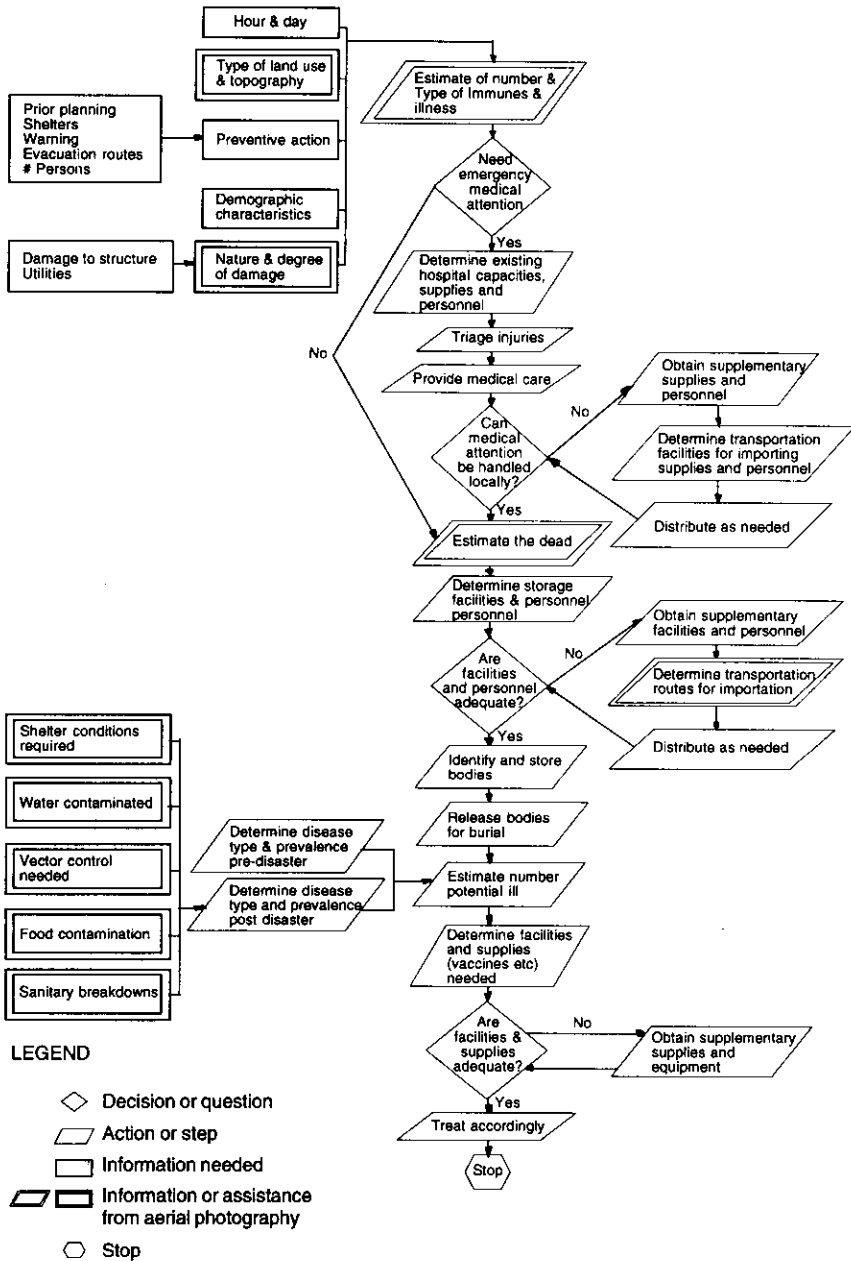 Hour & day
Type of land use
& topography
Prior planning
Shelters
Warning
Evacuation routes
# Persons
Preventive action
Demographic
characteristics
Damage to structure
Utilities
Nature & degree
of damage
Estimate of number &
Type of Immunes &
illness
Need
emergency
medical
attention
Yes
No
Determine existing
hospital capacities,
supplies and
personnel
Triage injuries
Provide medical care
Can
medical
attention
be handled
locally?
No
Yes
Obtain supplementary
supplies and
personnel
Determine transportation
facilities for importing
supplies and personnel
Distribute as needed
Estimate the dead
Determine storage
facilities & personnel
personnel
Are
facilities
and personnel
adequate?
No
Yes
Obtain supplementary
facilities and personnel
Determine transportation
routes for importation
Distribute as needed
Identify and store
bodies
Release bodies
for burial
Shelter conditions
required
Water contaminated
Vector control
needed
Food contamination
Sanitary breakdowns
Determine disease
type & prevalence
pre-disaster
Determine disease
type and prevalence
post disaster
Estimate number
potential ill
Determine facilities
and supplies
(vaccines etc)
needed
Are
facilities &
supplies
adequate?
No
Yes
Obtain supplementary
supplies and
equipment
Treat accordingly
Stop
LEGEND
Decision or question
Action or step
Information needed
Information or assistance
from aerial photography
Stop